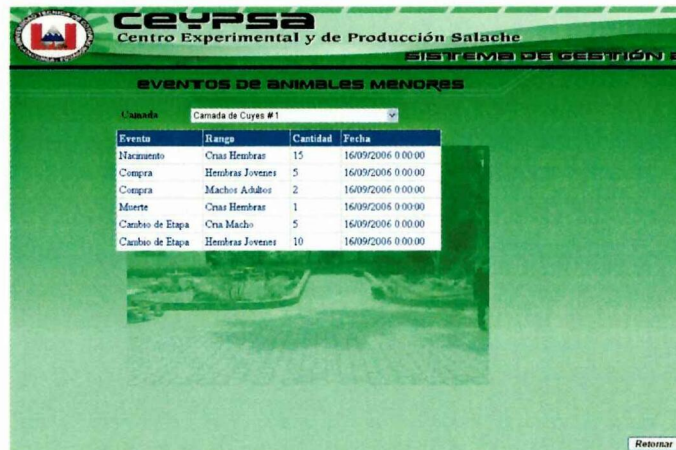 ceypsa
Centro Experimental y de Producción Salache
SISTEMA DE GESTIÓN
EVENTOS DE ANIMALES MENORES
Camada Camada de Cuyes #1
Evento Rango Cantidad Fecha
Nacimiento Crias Hembras 15 16/09/2006 0:00:00
Compra Hembras Jovenes 5 16/09/2006 0:00:00
Compra Machos Adultos 2 16/09/2006 0:00:00
Muerte Crias Hembras 1 16/09/2006 0:00:00
Cambio de Etapa Cria Macho 5 16/09/2006 0:00:00
Cambio de Etapa Hembras Jovenes 10 16/09/2006 0:00:00
Retornar